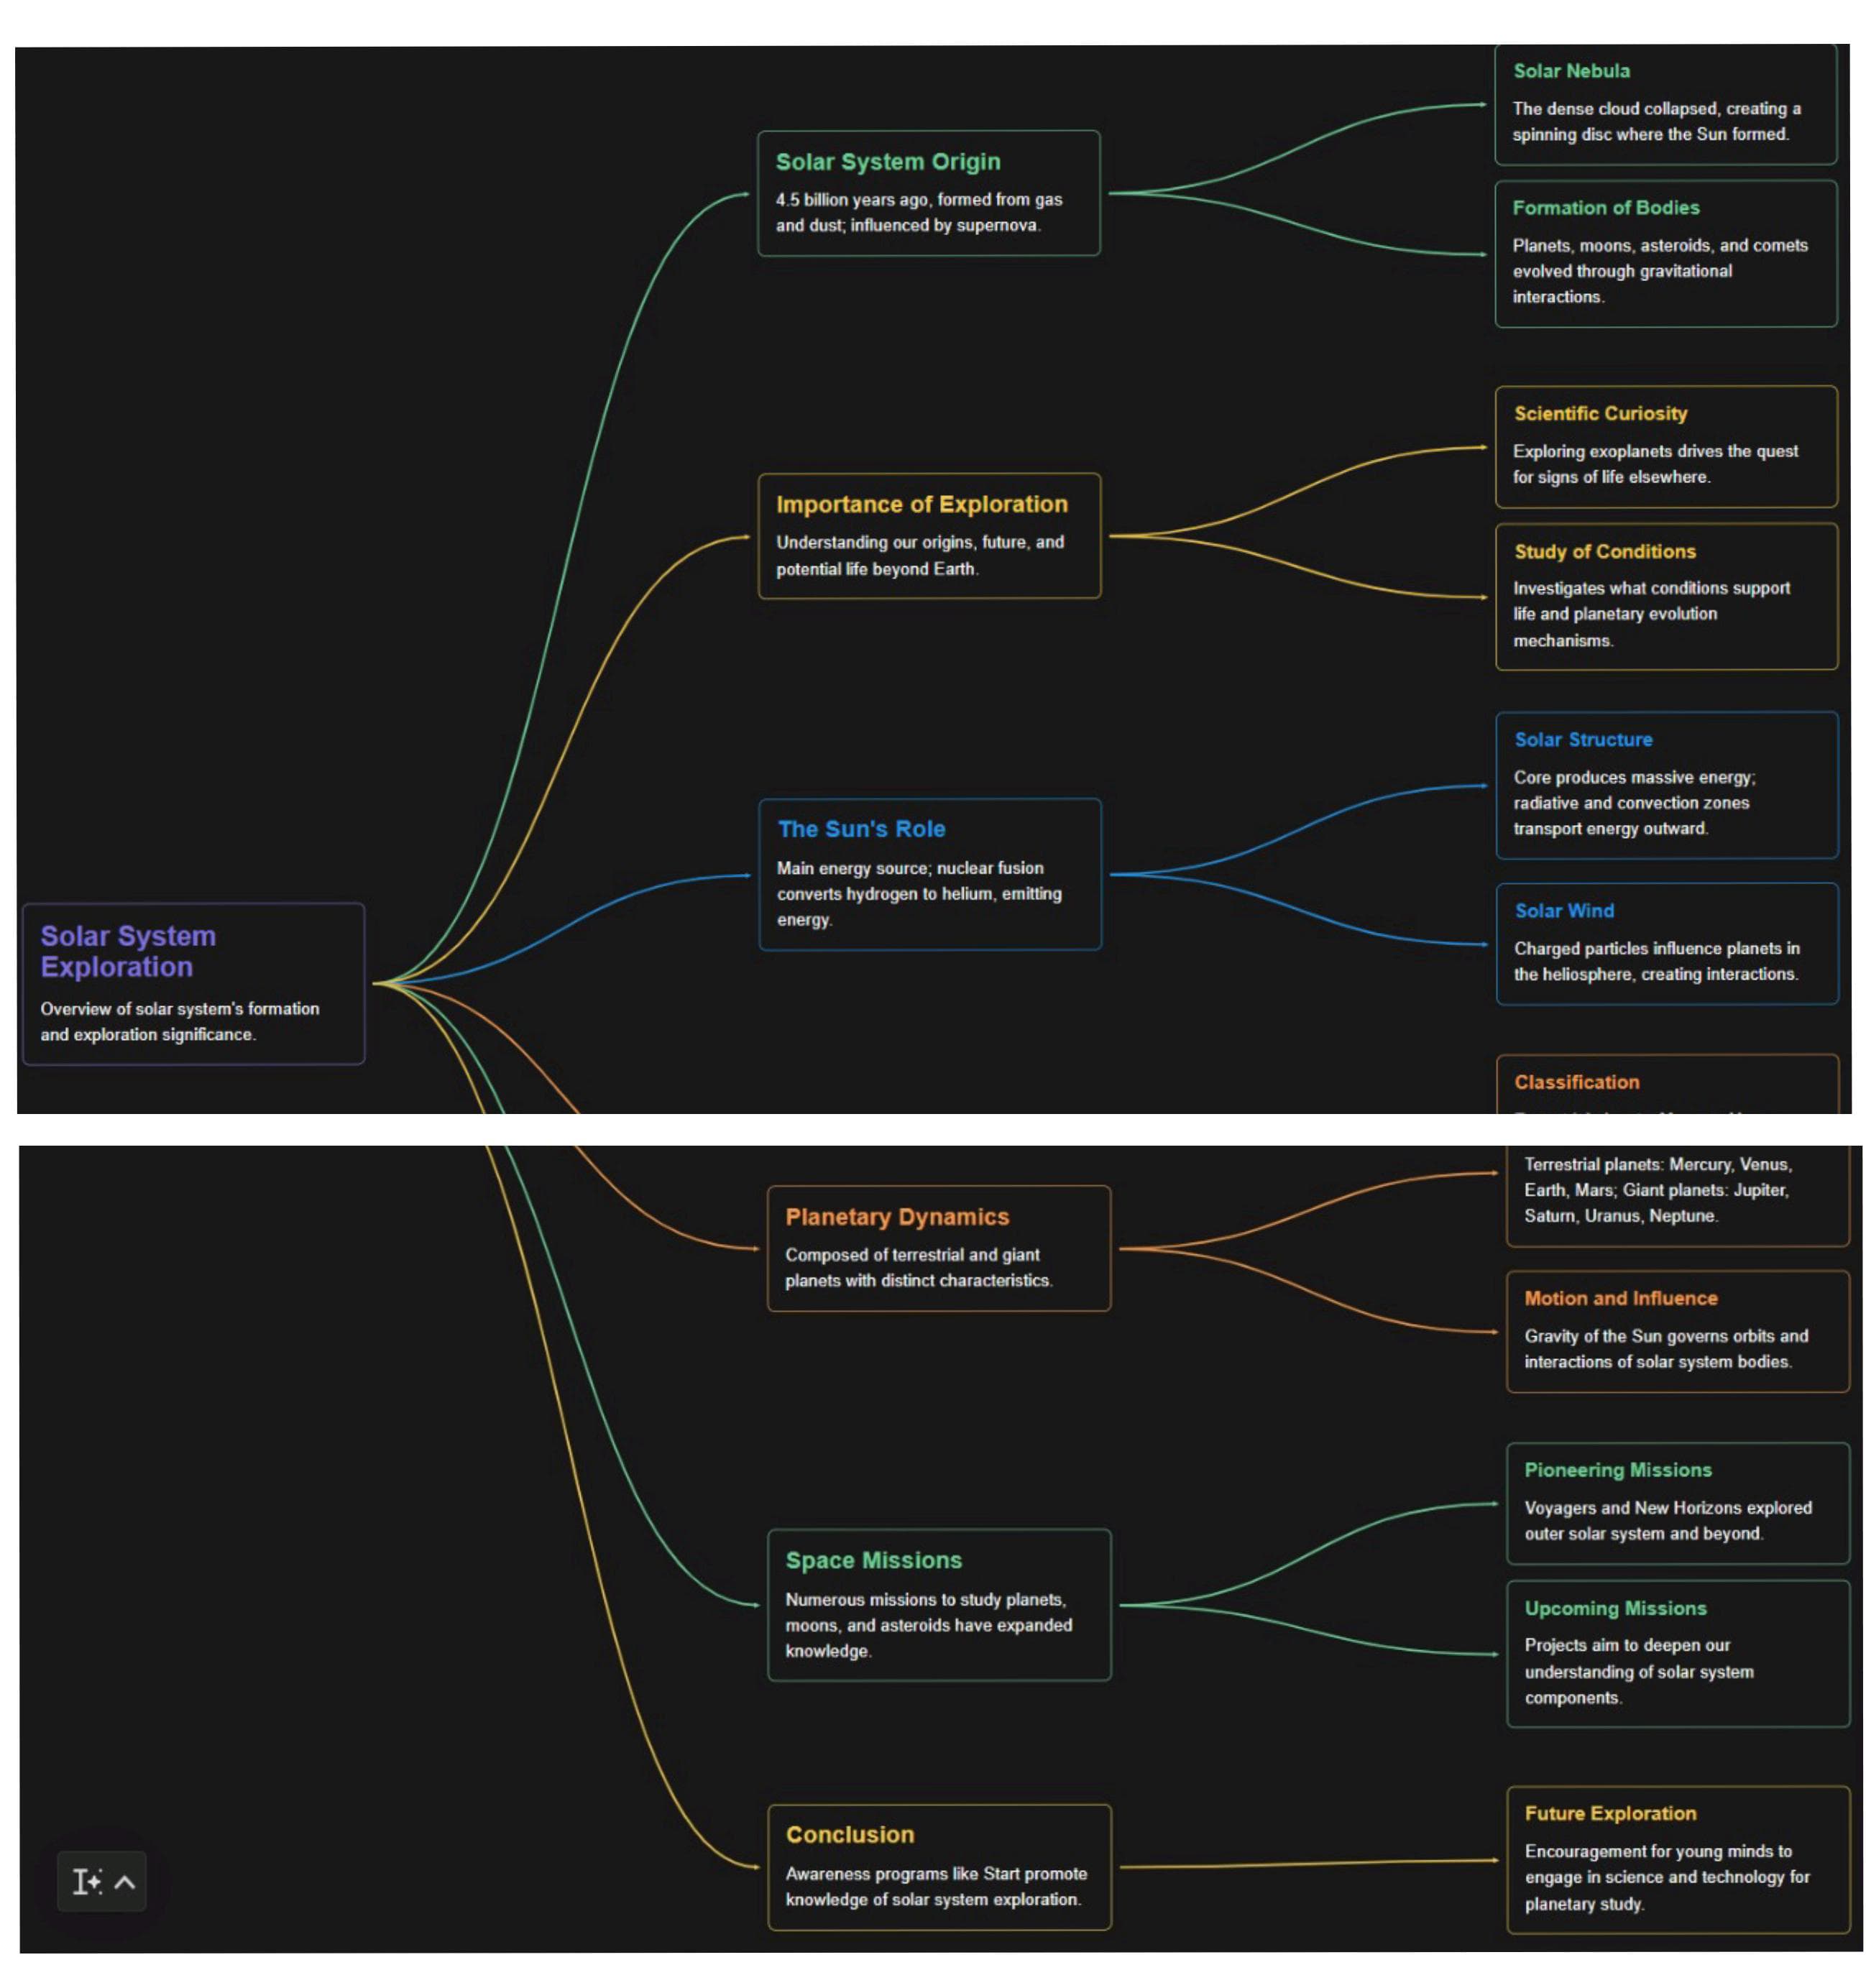 Solar System
Exploration
Overview of solar system's formation
and exploration significance.
Solar System Origin
4.5 billion years ago, formed from gas
and dust; influenced by supernova.
Solar Nebula
The dense cloud collapsed, creating a
spinning disc where the Sun formed.
Formation of Bodies
Planets, moons, asteroids, and comets
evolved through gravitational
interactions.
Importance of Exploration
Understanding our origins, future, and
potential life beyond Earth.
Scientific Curiosity
Exploring exoplanets drives the quest
for signs of life elsewhere.
Study of Conditions
Investigates what conditions support
life and planetary evolution
mechanisms.
The Sun's Role
Main energy source; nuclear fusion
converts hydrogen to helium, emitting
energy.
Solar Structure
Core produces massive energy;
radiative and convection zones
transport energy outward.
Solar Wind
Charged particles influence planets in
the heliosphere, creating interactions.
Planetary Dynamics
Composed of terrestrial and giant
planets with distinct characteristics.
Classification
Terrestrial planets: Mercury, Venus,
Earth, Mars; Giant planets: Jupiter,
Saturn, Uranus, Neptune.
Motion and Influence
Gravity of the Sun governs orbits and
interactions of solar system bodies.
Space Missions
Numerous missions to study planets,
moons, and asteroids have expanded
knowledge.
Pioneering Missions
Voyagers and New Horizons explored
outer solar system and beyond.
Upcoming Missions
Projects aim to deepen our
understanding of solar system
components.
Conclusion
Awareness programs like Start promote
knowledge of solar system exploration.
Future Exploration
Encouragement for young minds to
engage in science and technology for
planetary study.